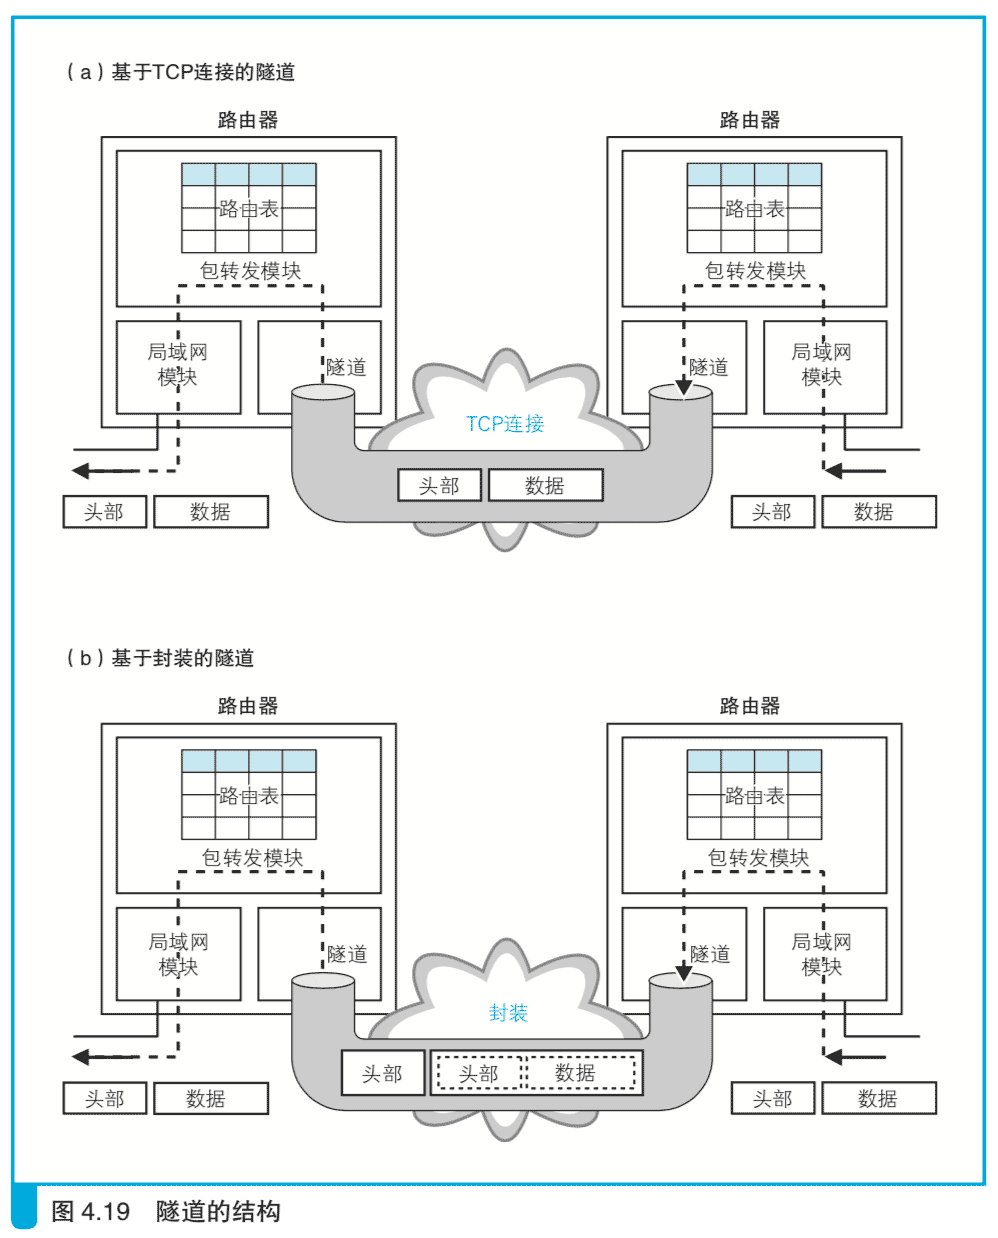 （a）基于TCP连接的隧道
路由器 路由器
路由表 路由表
包转发模块 包转发模块
局域网
模块
隧道
隧道
局域网
模块
TCP连接
头部 数据
头部 数据
头部 数据
（b）基于封装的隧道
路由器 路由器
路由表 路由表
包转发模块 包转发模块
局域网
模块
隧道
隧道
局域网
模块
封装
头部 头部 数据
头部 数据
头部 数据
图 4.19 隧道的结构